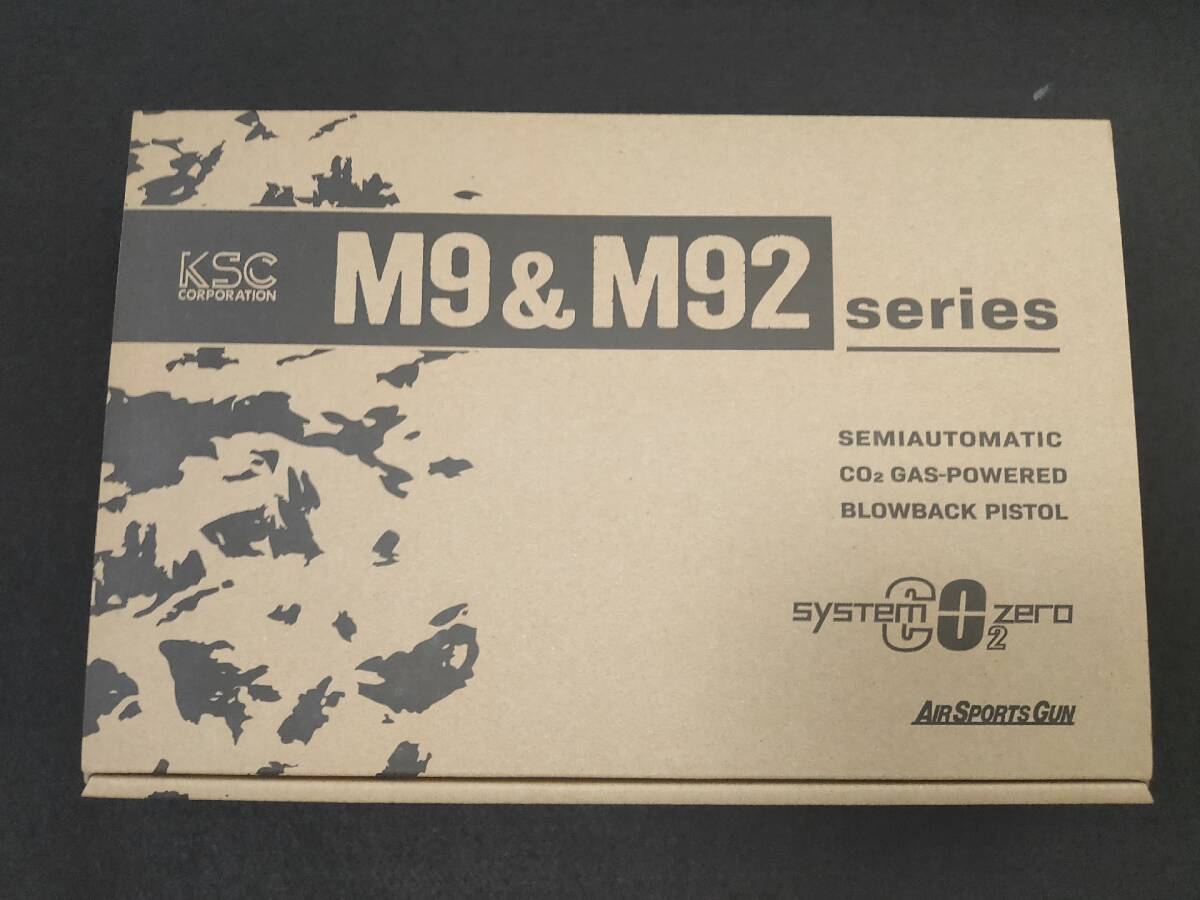 KSC
CORPORATION
M9 & M92
series
SEMIAUTOMATIC
CO₂ GAS-POWERED
BLOWBACK PISTOL
SYSTEM CO₂ ZERO
AIR SPORTS GUN